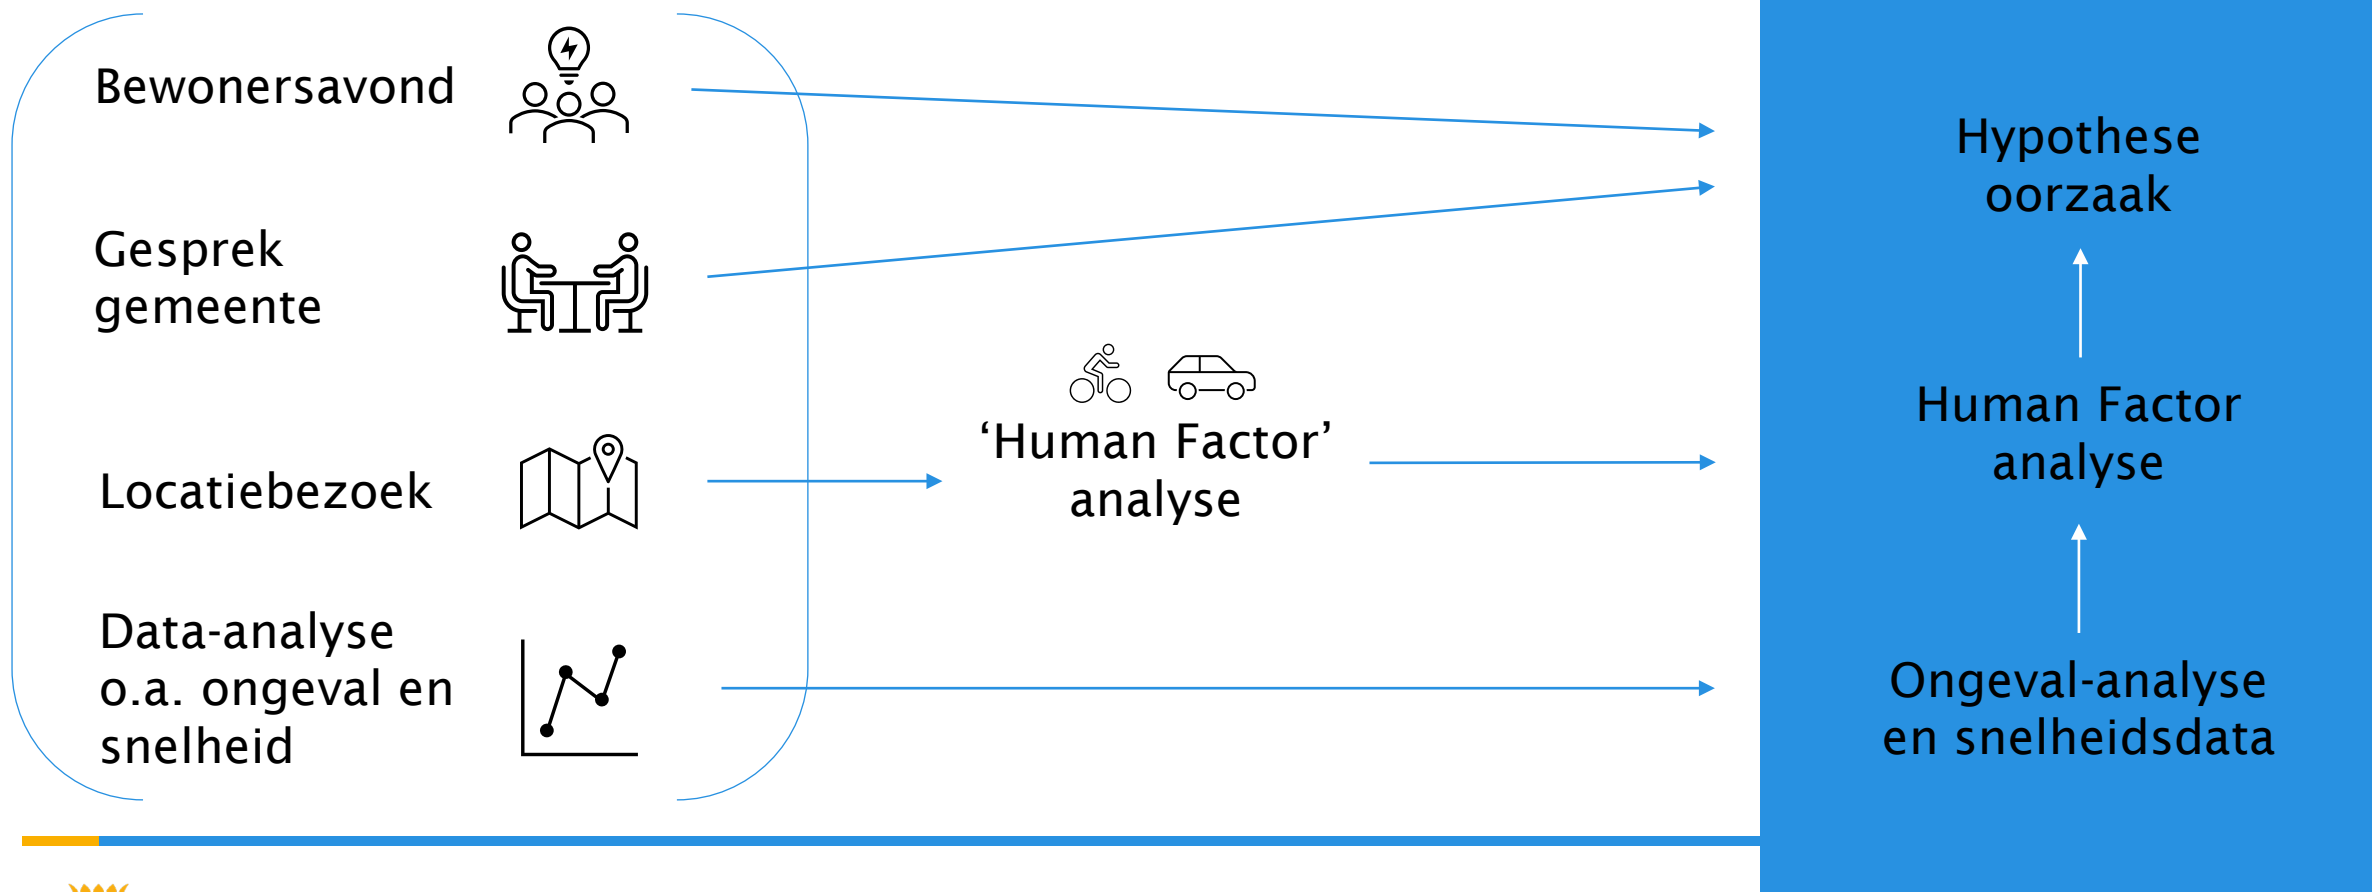 Bewonersavond
Gesprek
gemeente
Locatiebezoek
Data-analyse
o.a. ongeval en
snelheid
‘Human Factor’
analyse
Hypothese
oorzaak
Human Factor
analyse
Ongeval-analyse
en snelheidsdata